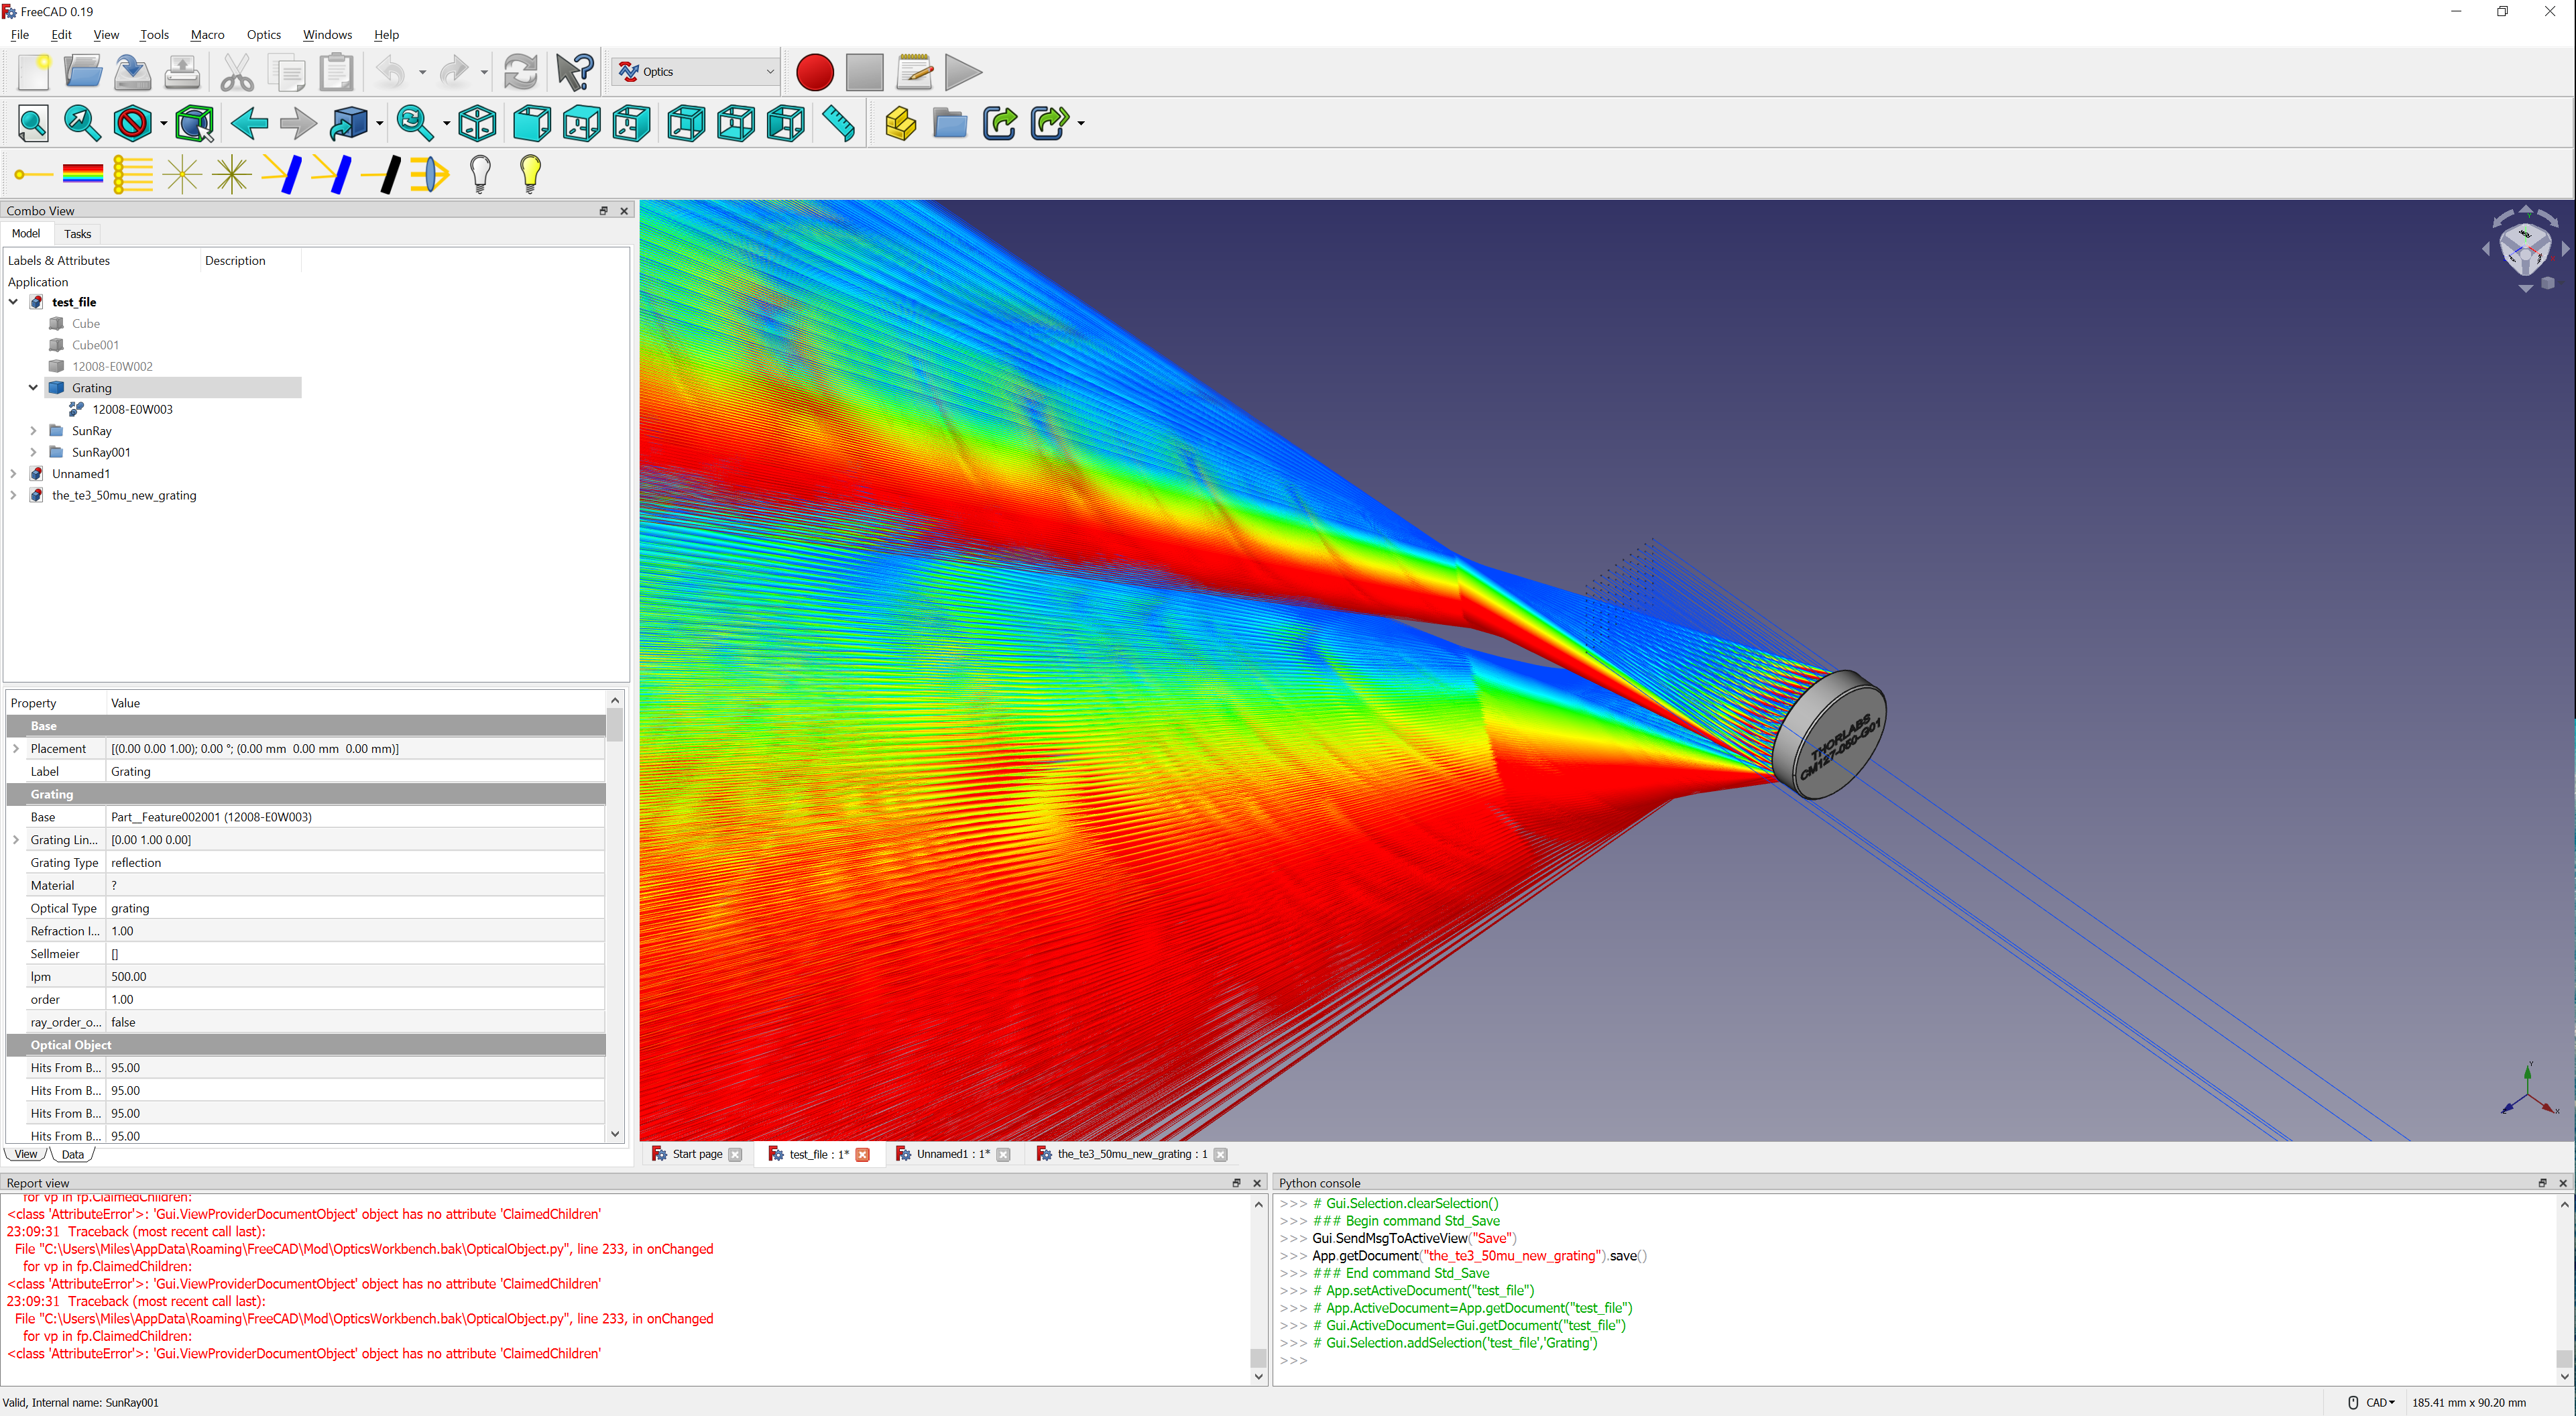 FreeCAD 0.19
File Edit View Tools Macro Optics Windows Help
Optics
Combo View
Model Tasks
Labels & Attributes Description
Application
test_file
Cube
Cube001
12008-E0W002
Grating
12008-E0W003
SunRay
SunRay001
Unnamed1
the_te3_50mu_new_grating
Property Value
Base
Placement [(0.00 0.00 1.00); 0.00 °; (0.00 mm 0.00 mm 0.00 mm)]
Label Grating
Grating
Base Part__Feature002001 (12008-E0W003)
Grating Lin... [0.00 1.00 0.00]
Grating Type reflection
Material ?
Optical Type grating
Refraction I... 1.00
Sellmeier []
lpm 500.00
order 1.00
ray_order_o... false
Optical Object
Hits From B... 95.00
Hits From B... 95.00
Hits From B... 95.00
Hits From B... 95.00
View Data
THORLABS
CM127-050-G01
Y
X
Start page test_file : 1* Unnamed1 : 1* the_te3_50mu_new_grating : 1
Report view
for vp in fp.ClaimedChildren:
<class 'AttributeError'>: 'Gui.ViewProviderDocumentObject' object has no attribute 'ClaimedChildren'
23:09:31 Traceback (most recent call last):
File "C:\Users\Miles\AppData\Roaming\FreeCAD\Mod\OpticsWorkbench.bak\OpticalObject.py", line 233, in onChanged
for vp in fp.ClaimedChildren:
<class 'AttributeError'>: 'Gui.ViewProviderDocumentObject' object has no attribute 'ClaimedChildren'
23:09:31 Traceback (most recent call last):
File "C:\Users\Miles\AppData\Roaming\FreeCAD\Mod\OpticsWorkbench.bak\OpticalObject.py", line 233, in onChanged
for vp in fp.ClaimedChildren:
<class 'AttributeError'>: 'Gui.ViewProviderDocumentObject' object has no attribute 'ClaimedChildren'
Python console
>>> # Gui.Selection.clearSelection()
>>> ### Begin command Std_Save
>>> Gui.SendMsgToActiveView("Save")
>>> App.getDocument("the_te3_50mu_new_grating").save()
>>> ### End command Std_Save
>>> # App.setActiveDocument("test_file")
>>> # App.ActiveDocument=App.getDocument("test_file")
>>> # Gui.ActiveDocument=Gui.getDocument("test_file")
>>> # Gui.Selection.addSelection('test_file','Grating')
>>>
Valid, Internal name: SunRay001
CAD 185.41 mm x 90.20 mm